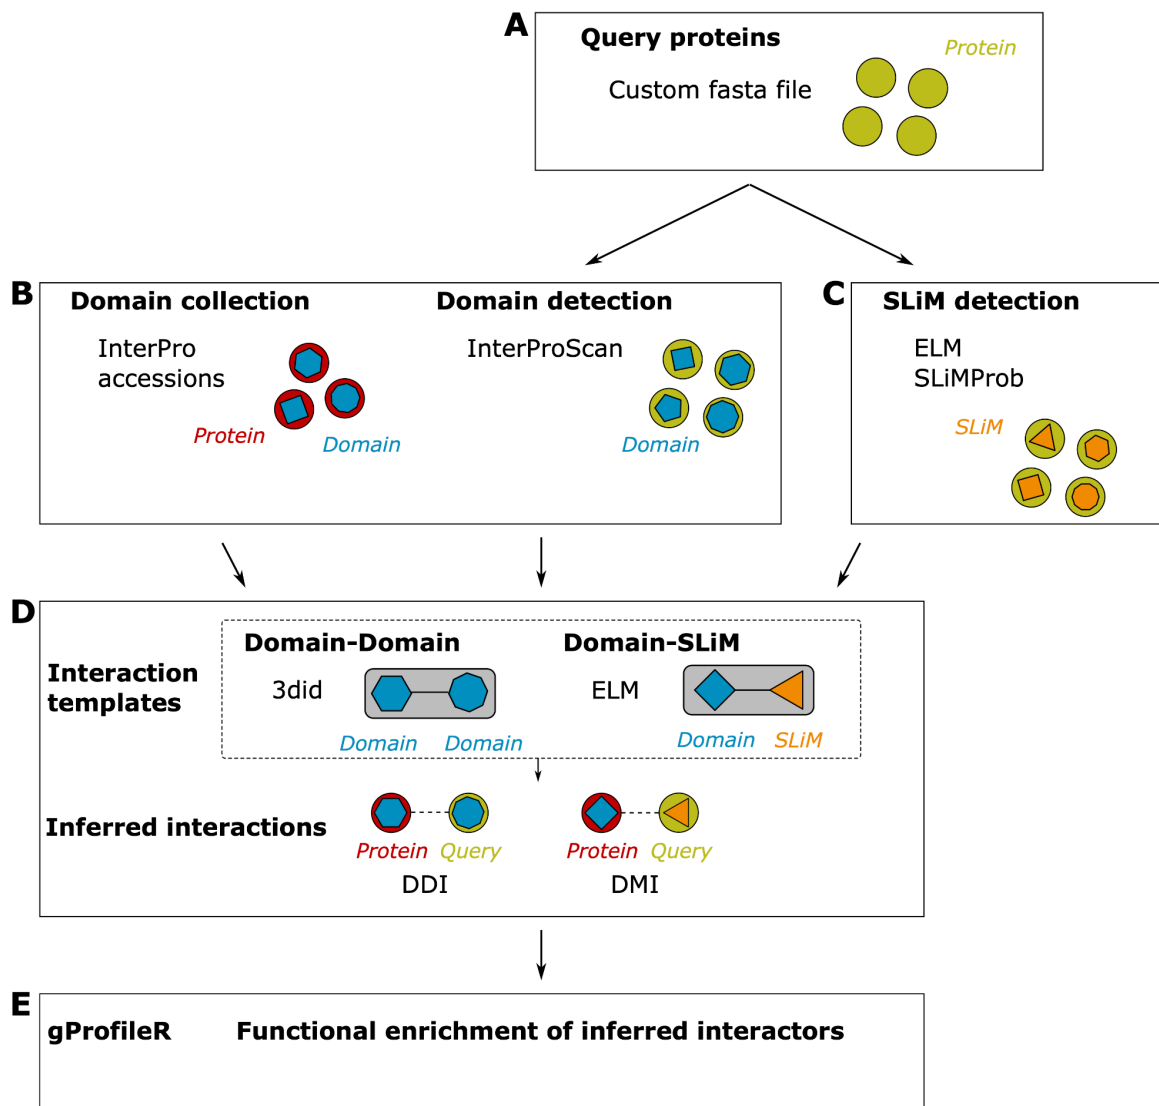 A
Query proteins
Protein
Custom fasta file
B
Domain collection
Domain detection
C
SLiM detection
InterPro
accessions
Protein
Domain
InterProScan
Domain
ELM
SLiMProb
SLiM
D
Interaction
templates
Domain-Domain
3did
Domain Domain
Domain-SLiM
ELM
Domain SLiM
Inferred interactions
Protein Query
DDI
Protein Query
DMI
E
gProfileR
Functional enrichment of inferred interactors